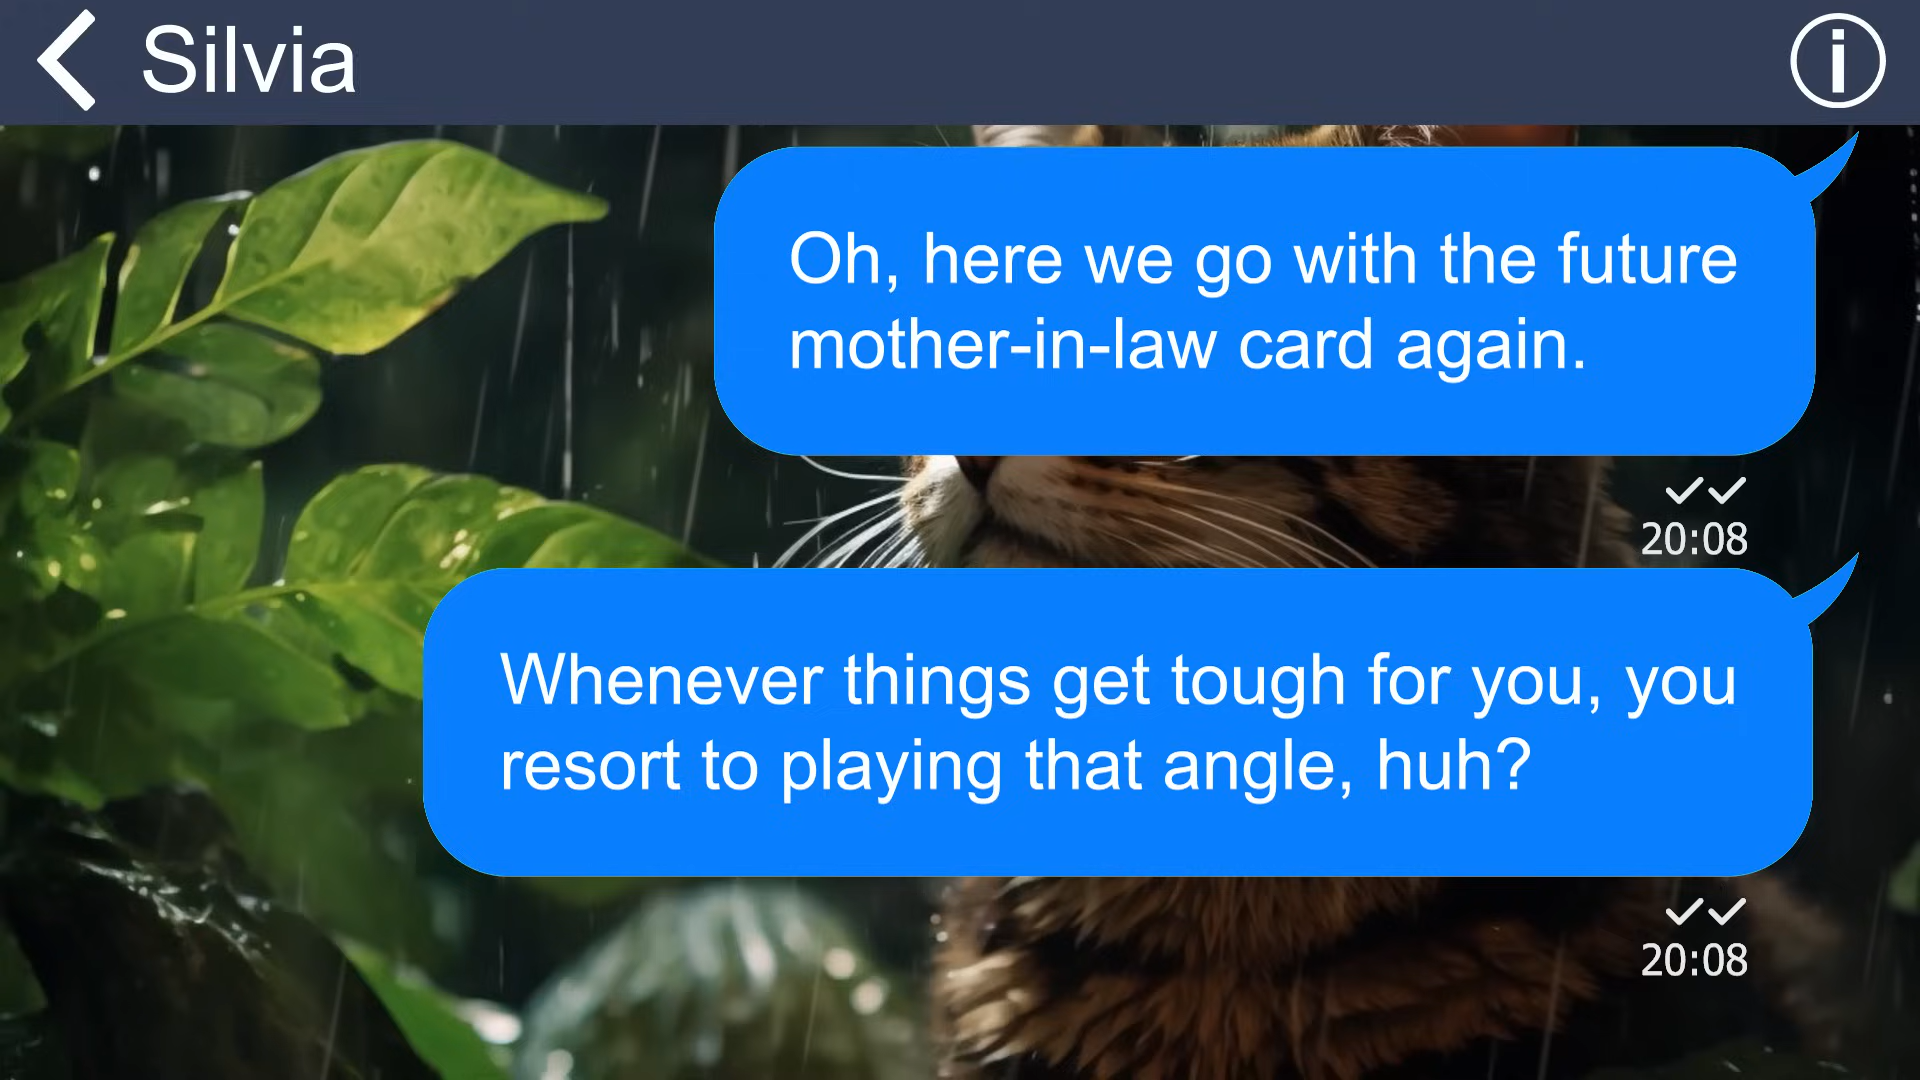 Silvia
Oh, here we go with the future
mother-in-law card again.
20:08
Whenever things get tough for you, you
resort to playing that angle, huh?
20:08